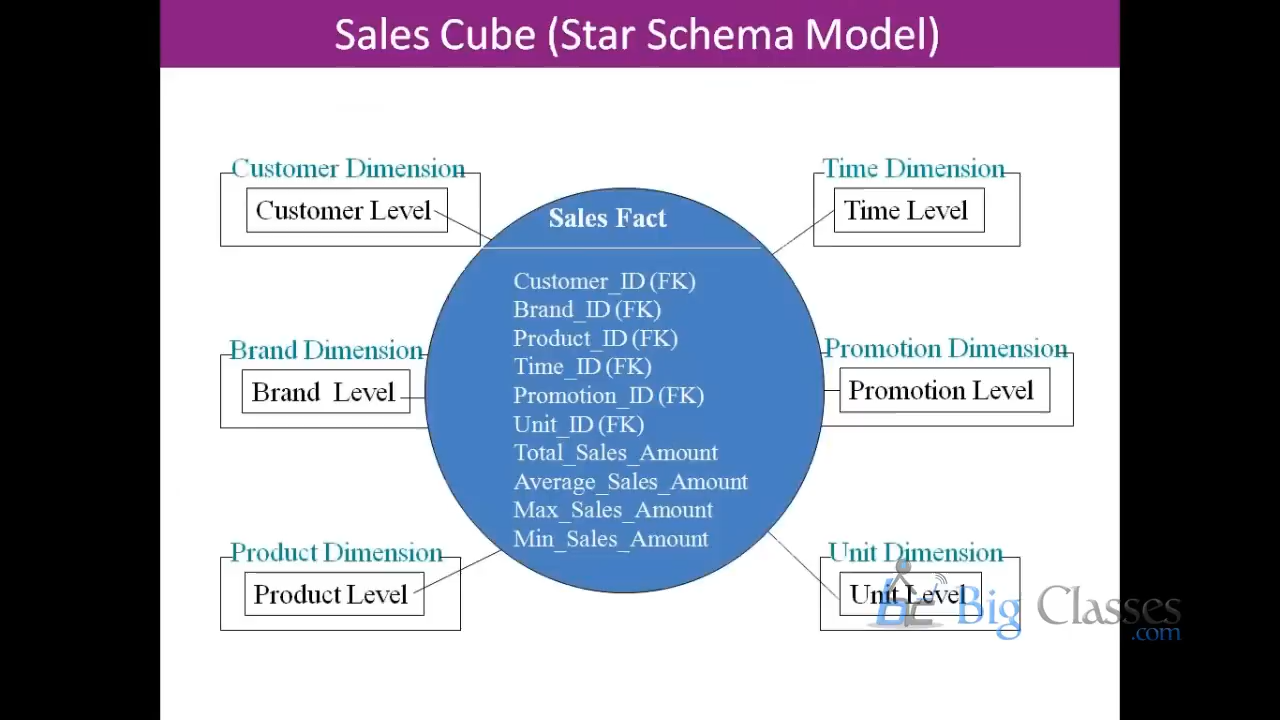 Sales Cube (Star Schema Model)
Customer Dimension
Customer Level
Time Dimension
Time Level
Sales Fact
Customer_ID (FK)
Brand_ID (FK)
Product_ID (FK)
Time_ID (FK)
Promotion_ID (FK)
Unit_ID (FK)
Total_Sales_Amount
Average_Sales_Amount
Max_Sales_Amount
Min_Sales_Amount
Brand Dimension
Brand Level
Promotion Dimension
Promotion Level
Product Dimension
Product Level
Unit Dimension
Unit Level
Big Classes
.com